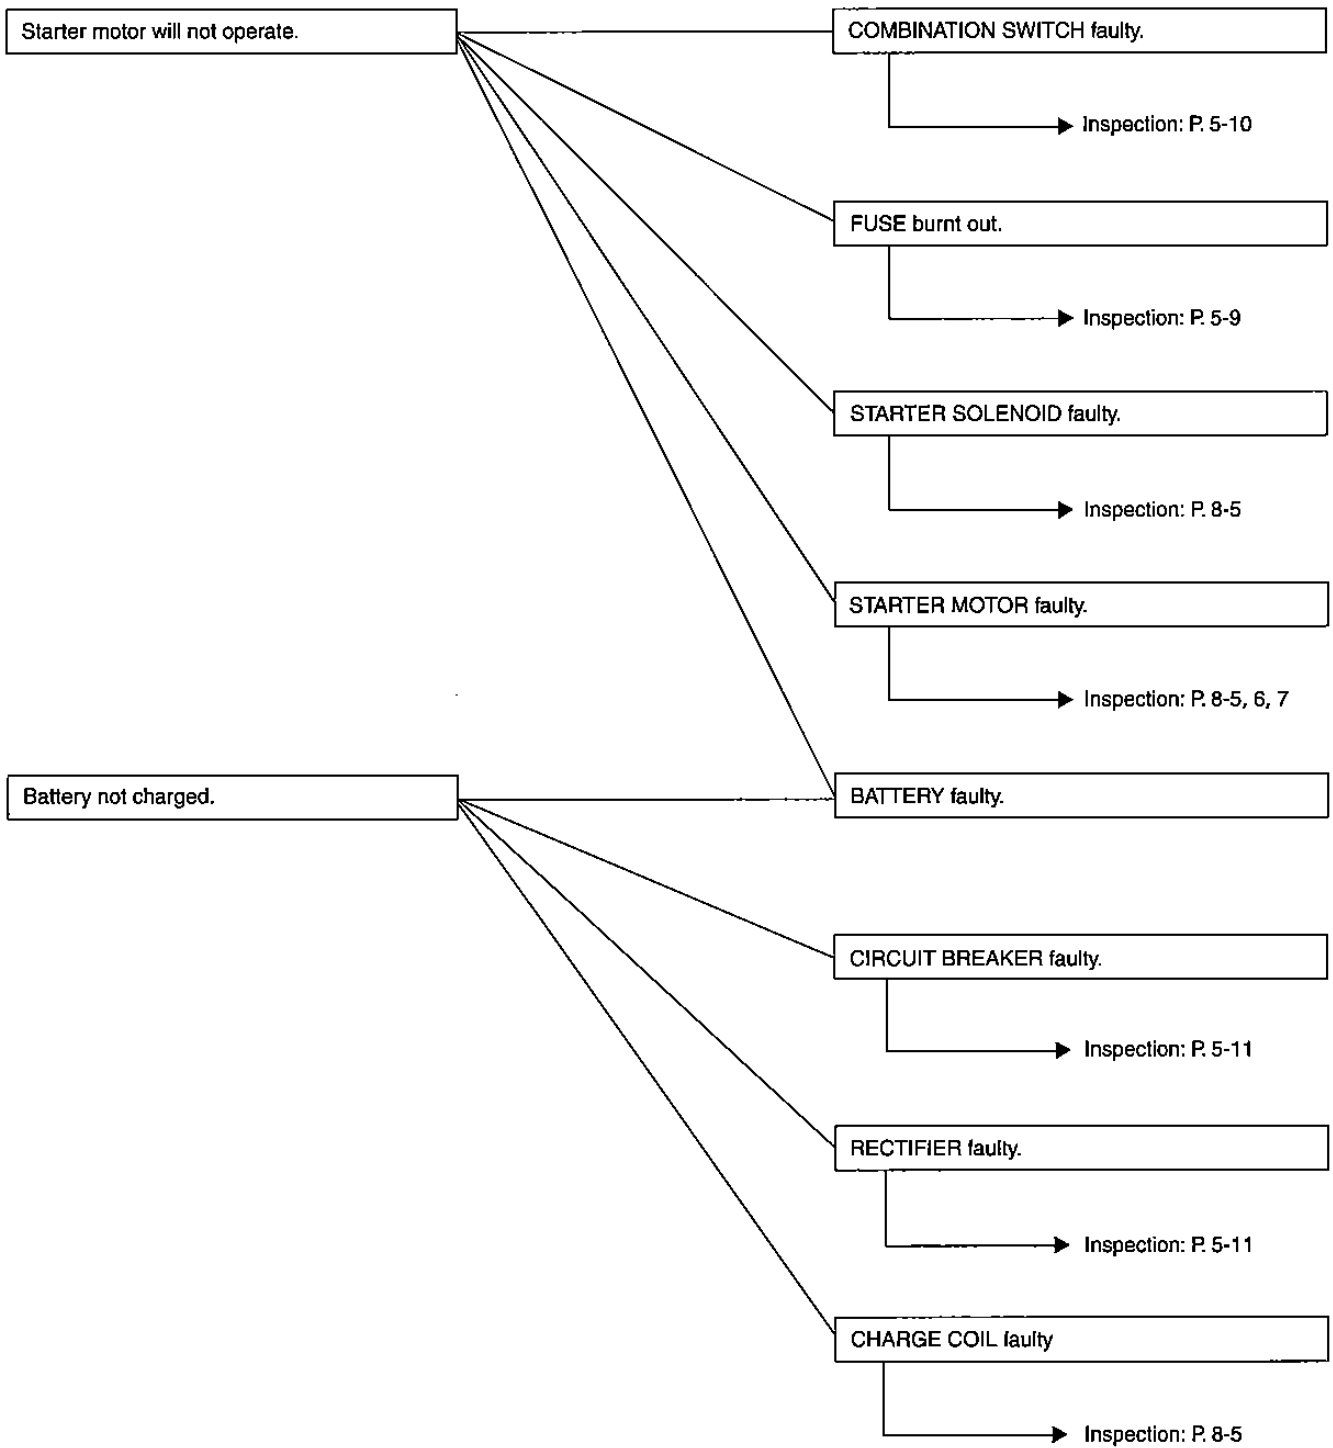 Starter motor will not operate.
COMBINATION SWITCH faulty.
Inspection: P. 5-10
FUSE burnt out.
Inspection: P. 5-9
STARTER SOLENOID faulty.
Inspection: P. 8-5
STARTER MOTOR faulty.
Inspection: P. 8-5, 6, 7
Battery not charged.
BATTERY faulty.
CIRCUIT BREAKER faulty.
Inspection: P. 5-11
RECTIFIER faulty.
Inspection: P. 5-11
CHARGE COIL faulty
Inspection: P. 8-5